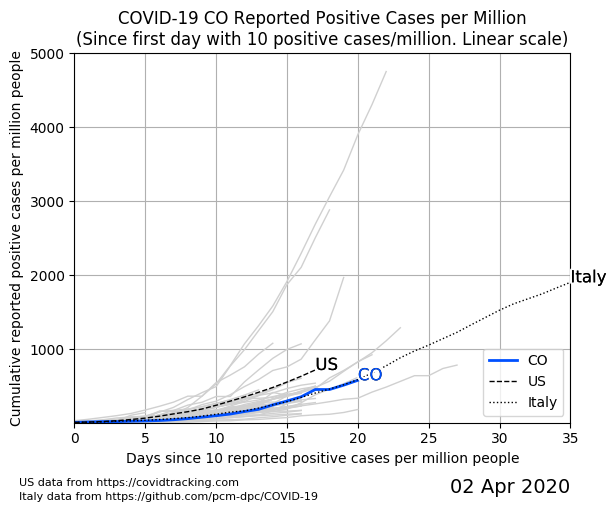 COVID-19 CO Reported Positive Cases per Million
(Since first day with 10 positive cases/million. Linear scale)
Cumulative reported positive cases per million people
5000
4000
3000
2000
1000
Italy
US
CO
CO
US
Italy
0 5 10 15 20 25 30 35
Days since 10 reported positive cases per million people
US data from https://covidtracking.com
Italy data from https://github.com/pcm-dpc/COVID-19
02 Apr 2020